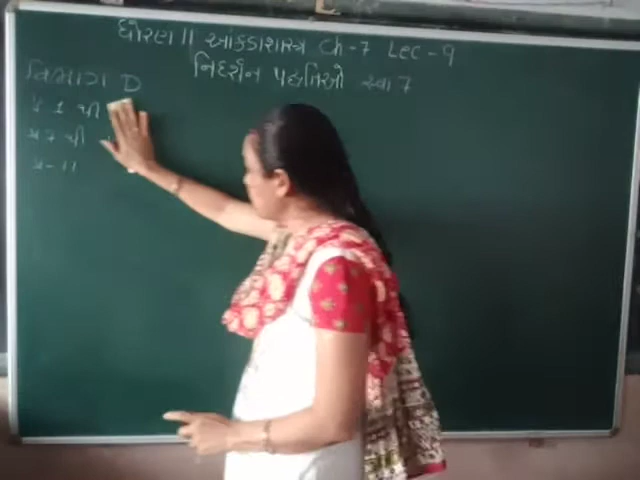 ધોરણ 11 આંકડાશાસ્ત્ર Ch-7 Lec-9
નિદર્શન પદ્ધતિઓ સ્વા 7
વિભાગ D
પ્ર 1 થી
પ્ર 7 થી
પ્ર-11